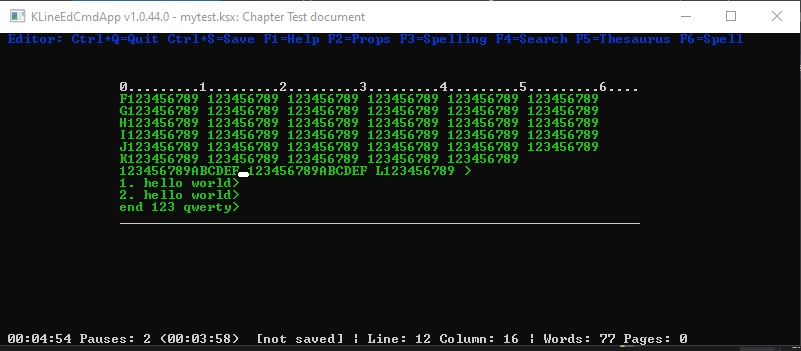 KLineEdCmdApp v1.0.44.0 - mytest.ksx: Chapter Test document
Editor: Ctrl+Q=Quit Ctrl+S=Save F1=Help F2=Props F3=Spelling F4=Search F5=Thesaurus F6=Spell
0.........1.........2.........3.........4.........5.........6....
F123456789 123456789 123456789 123456789 123456789 123456789
G123456789 123456789 123456789 123456789 123456789 123456789
H123456789 123456789 123456789 123456789 123456789 123456789
I123456789 123456789 123456789 123456789 123456789 123456789
J123456789 123456789 123456789 123456789 123456789 123456789
K123456789 123456789 123456789 123456789 123456789
123456789ABCDEF 123456789ABCDEF L123456789 >
1. hello world>
2. hello world>
end 123 qwerty>
00:04:54 Pauses: 2 (00:03:58)  [not saved] ¦ Line: 12 Column: 16 ¦ Words: 77 Pages: 0